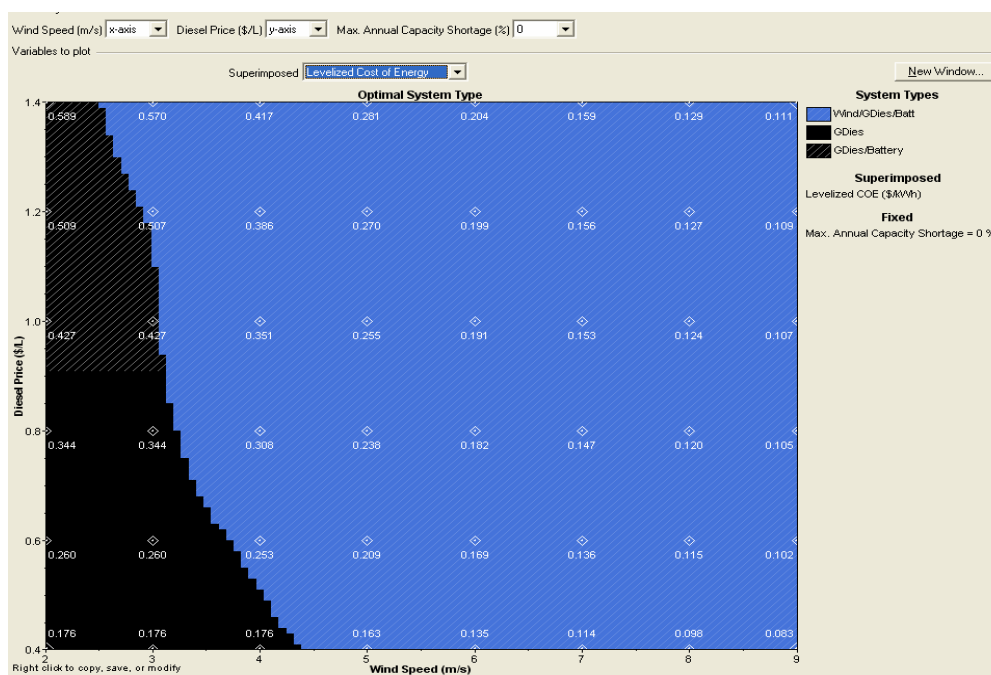 Wind Speed (m/s) x-axis Diesel Price ($/L) y-axis Max. Annual Capacity Shortage (%) 0
Variables to plot
Superimposed Levelized Cost of Energy New Window...
Optimal System Type
System Types
Wind/GDies/Batt
GDies
GDies/Battery
Superimposed
Levelized COE ($/kWh)
Fixed
Max. Annual Capacity Shortage = 0 %
1.4
0.589 0.570 0.417 0.281 0.204 0.159 0.129 0.111
1.2
0.509 0.507 0.386 0.270 0.199 0.156 0.127 0.109
1.0
0.427 0.427 0.351 0.255 0.191 0.153 0.124 0.107
Diesel Price ($/L)
0.8
0.344 0.344 0.308 0.238 0.182 0.147 0.120 0.105
0.6
0.260 0.260 0.253 0.209 0.169 0.136 0.115 0.102
0.176 0.176 0.176 0.163 0.135 0.114 0.098 0.083
0.4
2 3 4 5 6 7 8 9
Right click to copy, save, or modify
Wind Speed (m/s)